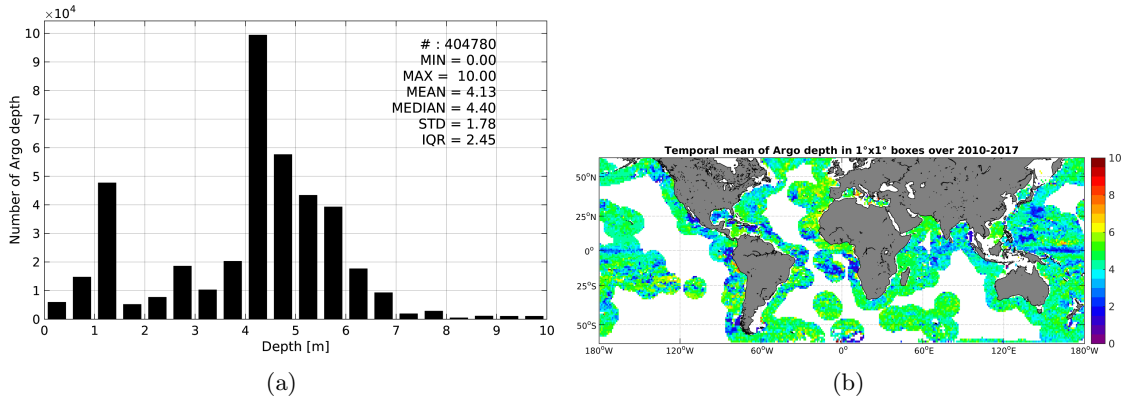 ×10⁴
10
9
8
7
6
5
4
3
2
1
0
Number of Argo depth
# : 404780
MIN = 0.00
MAX = 10.00
MEAN = 4.13
MEDIAN = 4.40
STD = 1.78
IQR = 2.45
0 1 2 3 4 5 6 7 8 9 10
Depth [m]
(a)
Temporal mean of Argo depth in 1°x1° boxes over 2010-2017
50°N
25°N
0°
25°S
50°S
180°W 120°W 60°W 0° 60°E 120°E 180°W
10
8
6
4
2
0
(b)